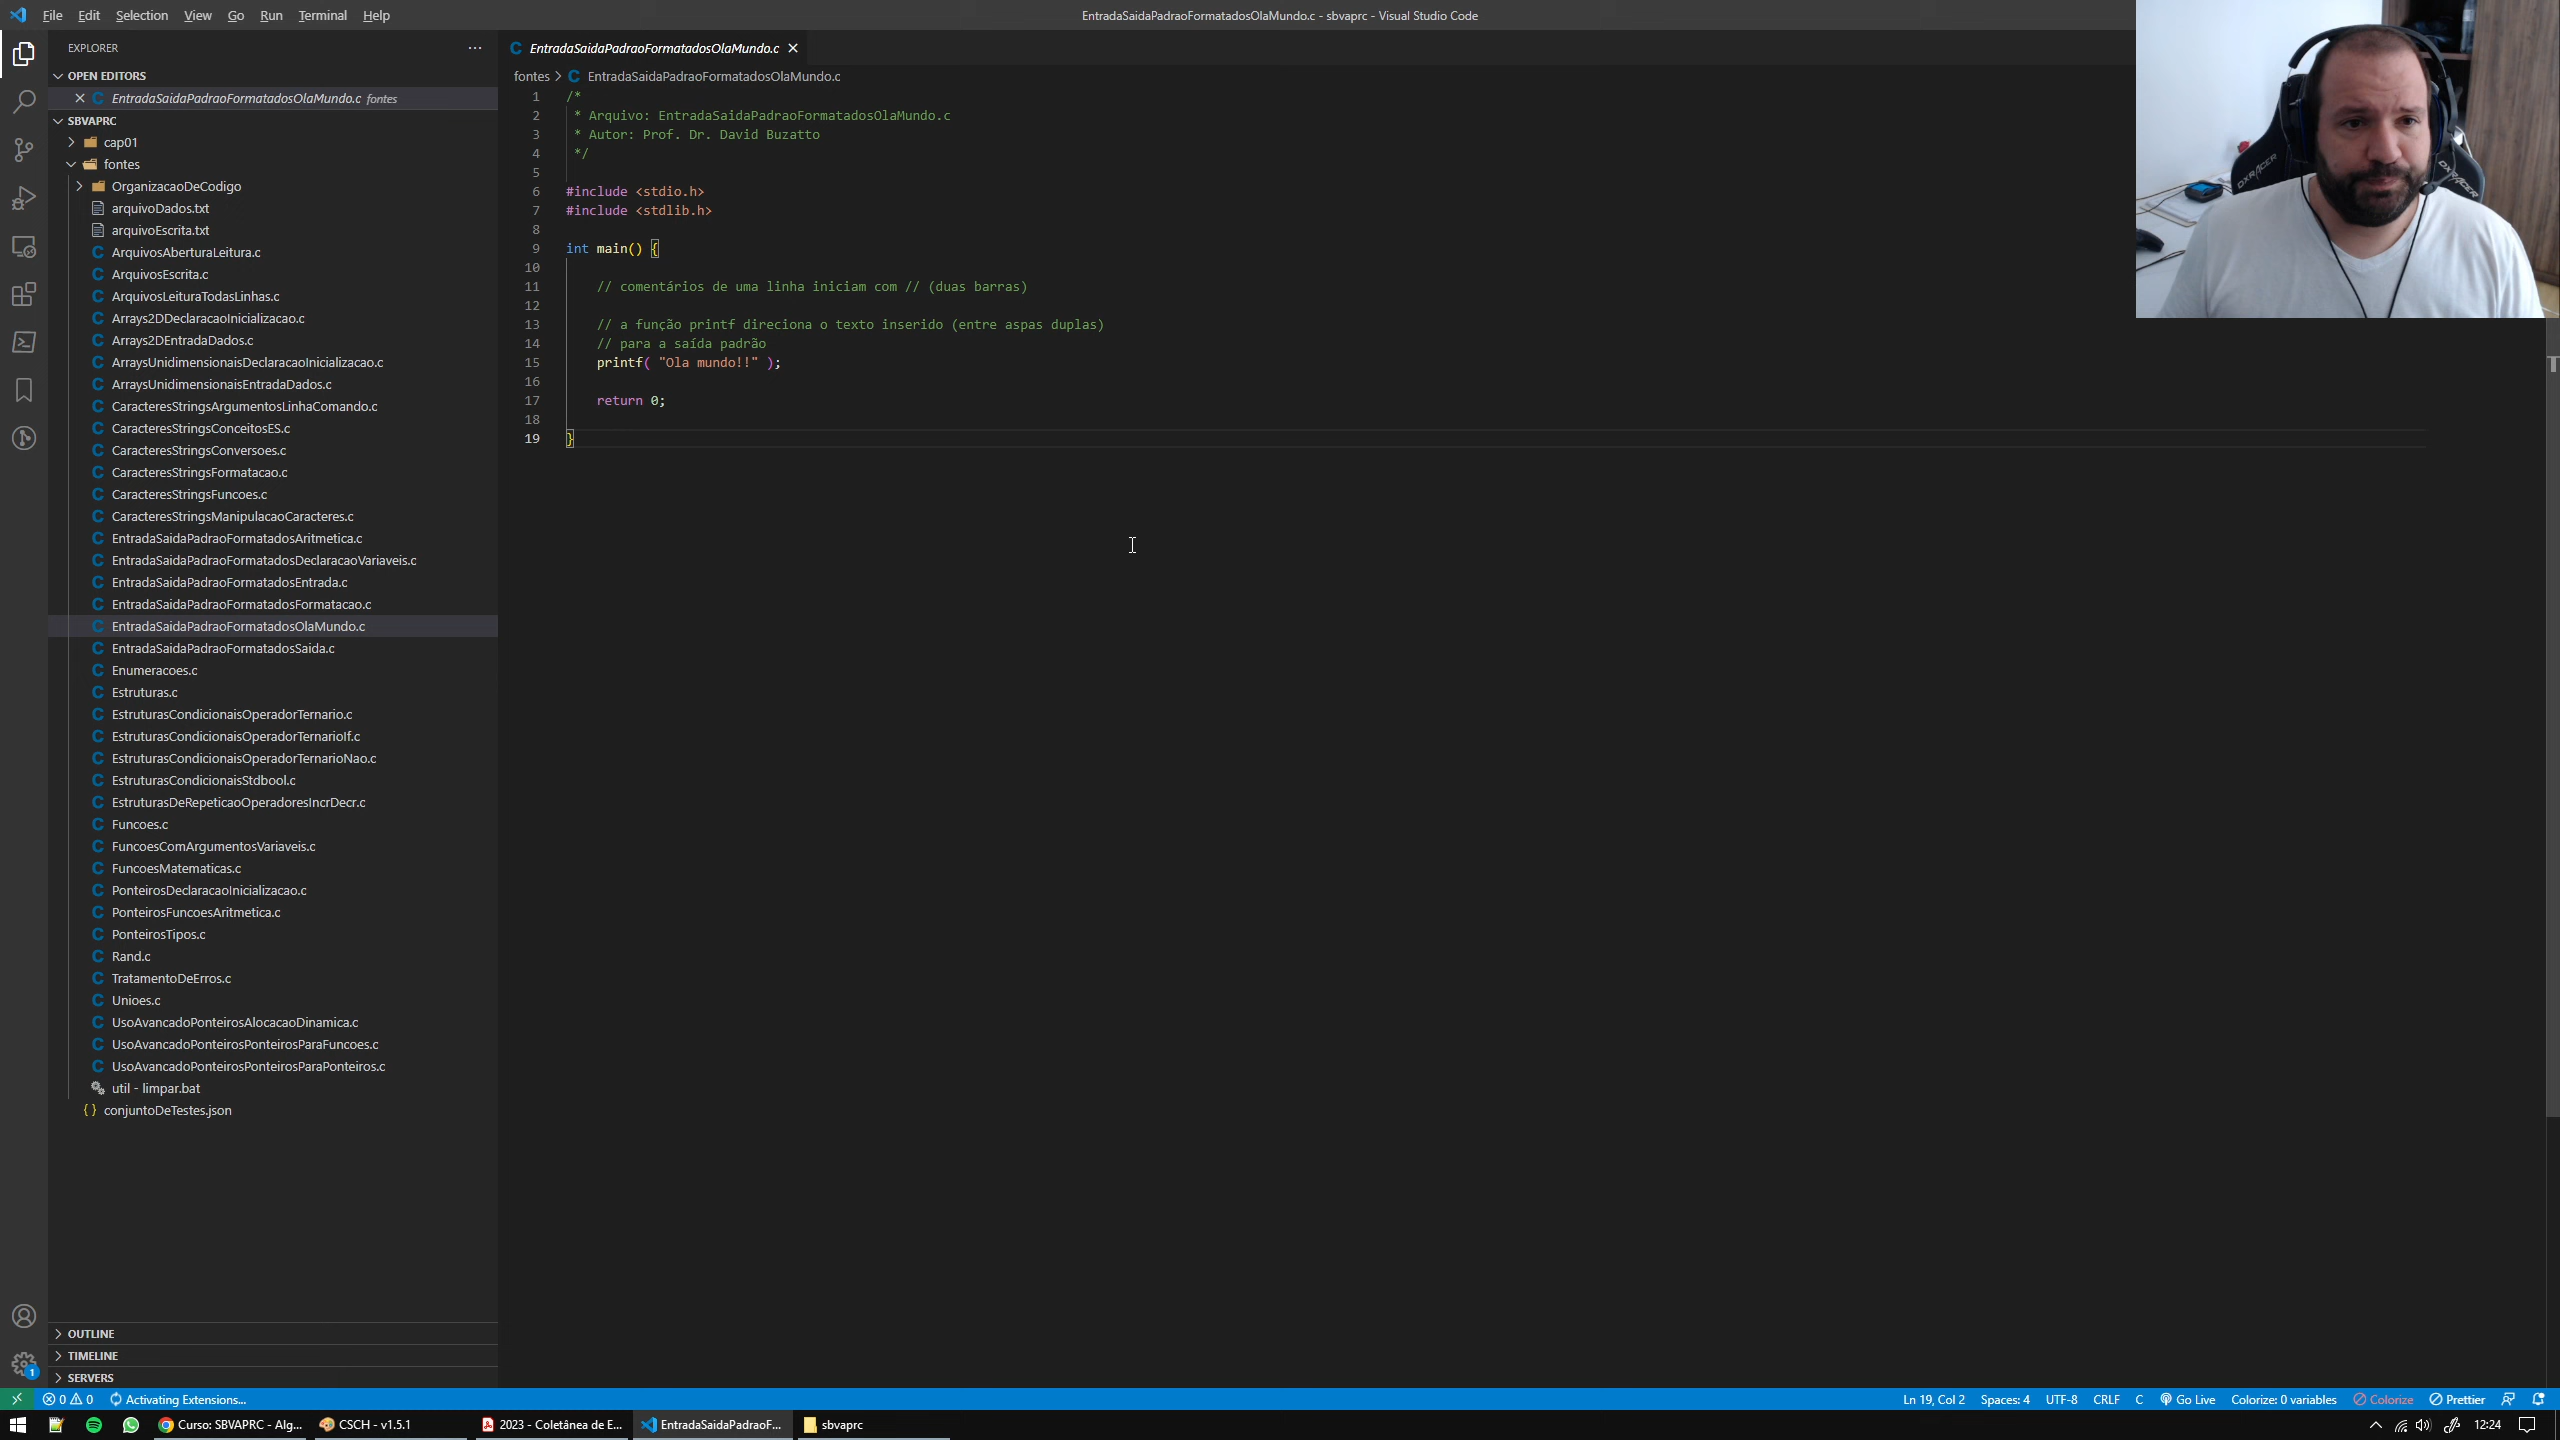 File Edit Selection View Go Run Terminal Help
EntradaSaidaPadraoFormatadosOlaMundo.c - sbvaprc - Visual Studio Code
EXPLORER
OPEN EDITORS
EntradaSaidaPadraoFormatadosOlaMundo.c fontes
SBVAPRC
cap01
fontes
OrganizacaoDeCodigo
arquivoDados.txt
arquivoEscrita.txt
ArquivosAberturaLeitura.c
ArquivosEscrita.c
ArquivosLeituraTodasLinhas.c
Arrays2DDeclaracaoInicializacao.c
Arrays2DEntradaDados.c
ArraysUnidimensionaisDeclaracaoInicializacao.c
ArraysUnidimensionaisEntradaDados.c
CaracteresStringsArgumentosLinhaComando.c
CaracteresStringsConceitosES.c
CaracteresStringsConversoes.c
CaracteresStringsFormatacao.c
CaracteresStringsFuncoes.c
CaracteresStringsManipulacaoCaracteres.c
EntradaSaidaPadraoFormatadosAritmetica.c
EntradaSaidaPadraoFormatadosDeclaracaoVariaveis.c
EntradaSaidaPadraoFormatadosEntrada.c
EntradaSaidaPadraoFormatadosFormatacao.c
EntradaSaidaPadraoFormatadosOlaMundo.c
EntradaSaidaPadraoFormatadosSaida.c
Enumeracoes.c
Estruturas.c
EstruturasCondicionaisOperadorTernario.c
EstruturasCondicionaisOperadorTernarioIf.c
EstruturasCondicionaisOperadorTernarioNao.c
EstruturasCondicionaisStdbool.c
EstruturasDeRepeticaoOperadoresIncrDecr.c
Funcoes.c
FuncoesComArgumentosVariaveis.c
FuncoesMatematicas.c
PonteirosDeclaracaoInicializacao.c
PonteirosFuncoesAritmetica.c
PonteirosTipos.c
Rand.c
TratamentoDeErros.c
Unioes.c
UsoAvancadoPonteirosAlocacaoDinamica.c
UsoAvancadoPonteirosPonteirosParaFuncoes.c
UsoAvancadoPonteirosPonteirosParaPonteiros.c
util - limpar.bat
conjuntoDeTestes.json
OUTLINE
TIMELINE
SERVERS
EntradaSaidaPadraoFormatadosOlaMundo.c
fontes > EntradaSaidaPadraoFormatadosOlaMundo.c
1 /*
2 * Arquivo: EntradaSaidaPadraoFormatadosOlaMundo.c
3 * Autor: Prof. Dr. David Buzatto
4 */
5
6 #include <stdio.h>
7 #include <stdlib.h>
8
9 int main() {
10
11 // comentários de uma linha iniciam com // (duas barras)
12
13 // a função printf direciona o texto inserido (entre aspas duplas)
14 // para a saída padrão
15 printf( "Ola mundo!!" );
16
17 return 0;
18
19 }
DXRACER
DXRACER
1
0 0 Activating Extensions... Ln 19, Col 2 Spaces: 4 UTF-8 CRLF C Go Live Colorize: 0 variables Colorize Prettier
Curso: SBVAPRC - Alg... CSCH - v1.5.1 2023 - Coletânea de E... EntradaSaidaPadraoF... sbvaprc 12:24